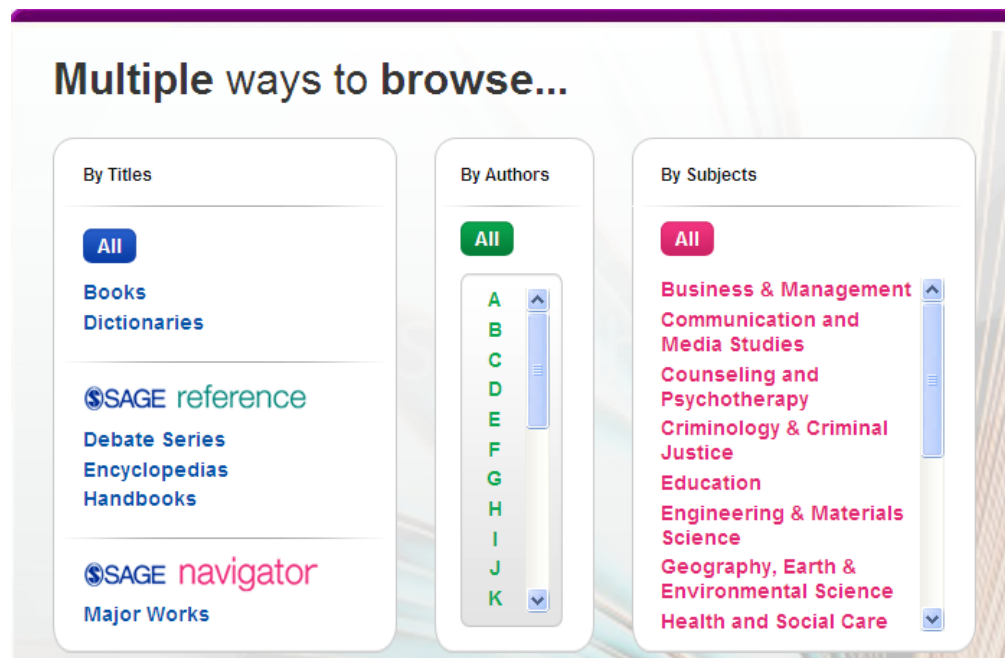 Multiple ways to browse...
By Titles
All
Books
Dictionaries
SAGE reference
Debate Series
Encyclopedias
Handbooks
SAGE navigator
Major Works
By Authors
All
A
B
C
D
E
F
G
H
I
J
K
By Subjects
All
Business & Management
Communication and
Media Studies
Counseling and
Psychotherapy
Criminology & Criminal
Justice
Education
Engineering & Materials
Science
Geography, Earth &
Environmental Science
Health and Social Care